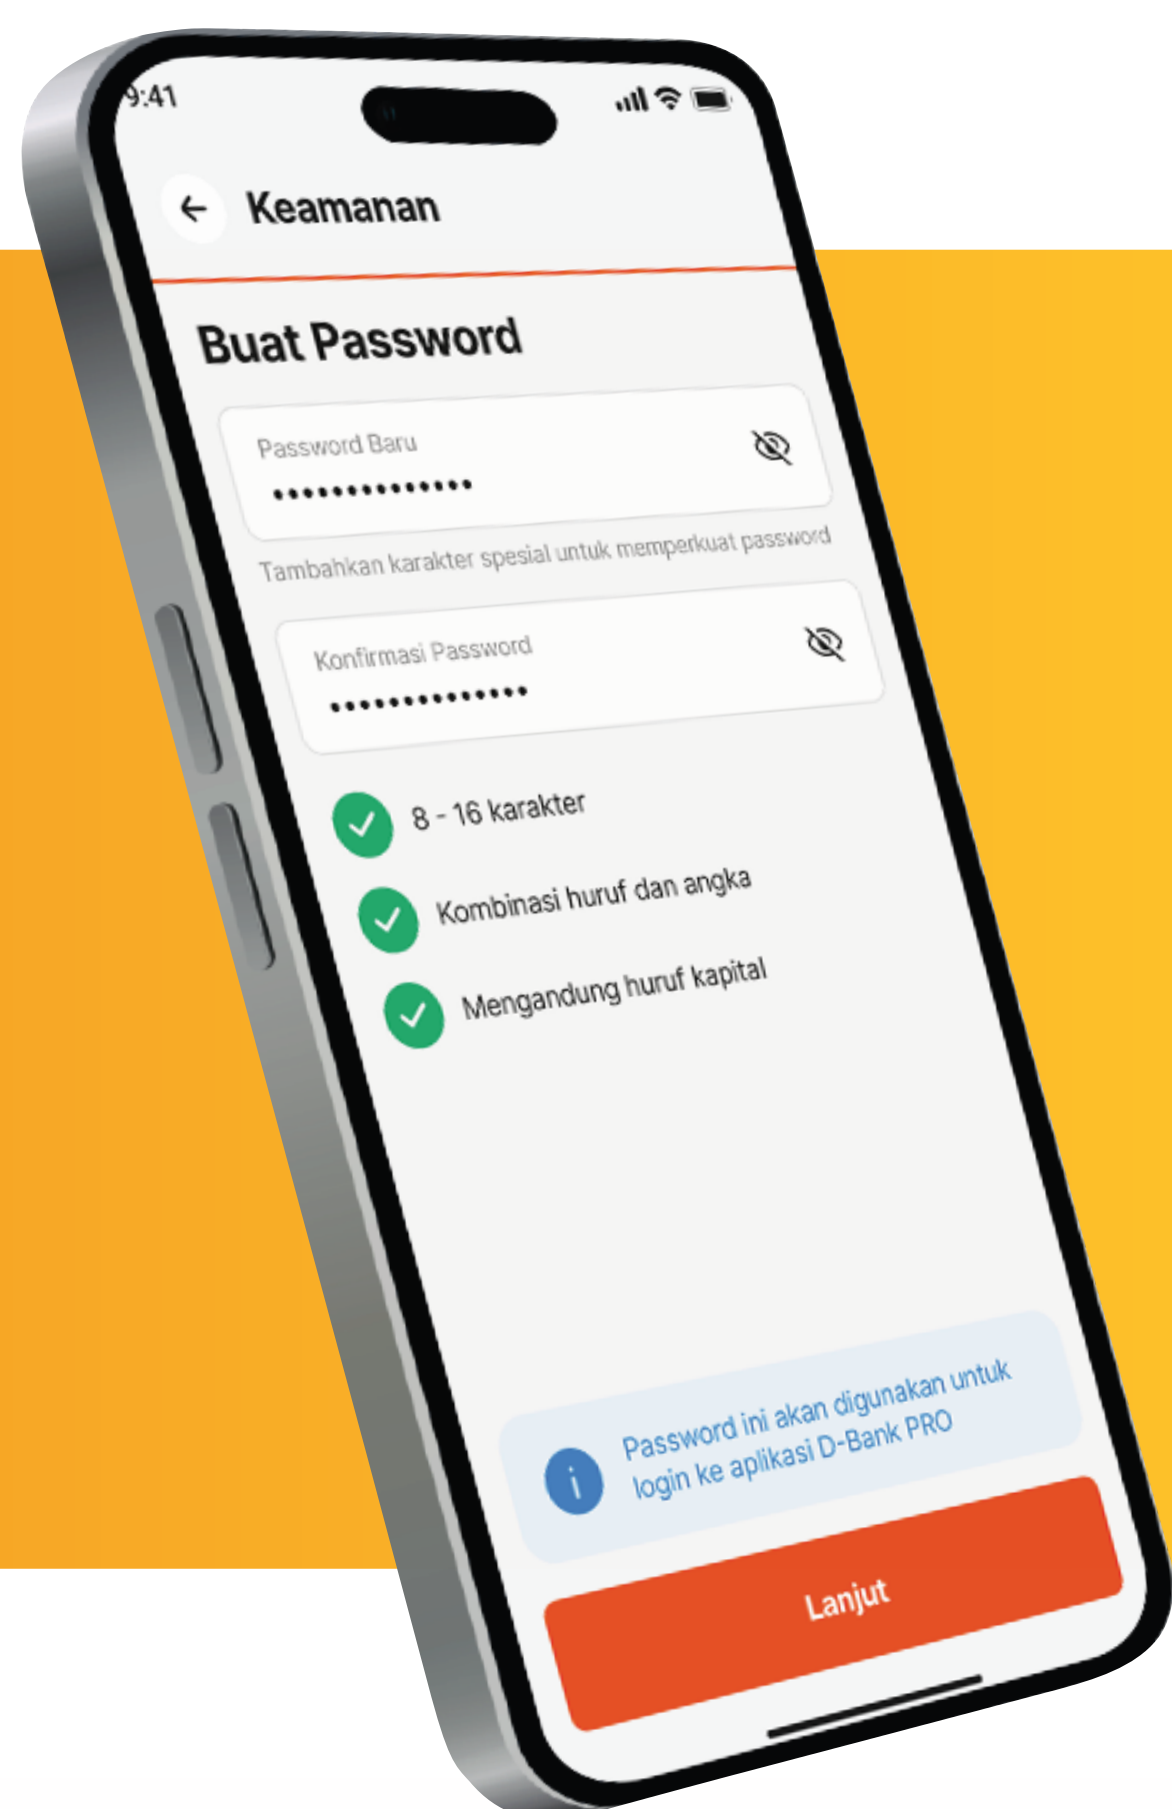 9:41
Keamanan
Buat Password
Password Baru
••••••••••••••
Tambahkan karakter spesial untuk memperkuat password
Konfirmasi Password
••••••••••••••
8 - 16 karakter
Kombinasi huruf dan angka
Mengandung huruf kapital
Password ini akan digunakan untuk
login ke aplikasi D-Bank PRO
Lanjut